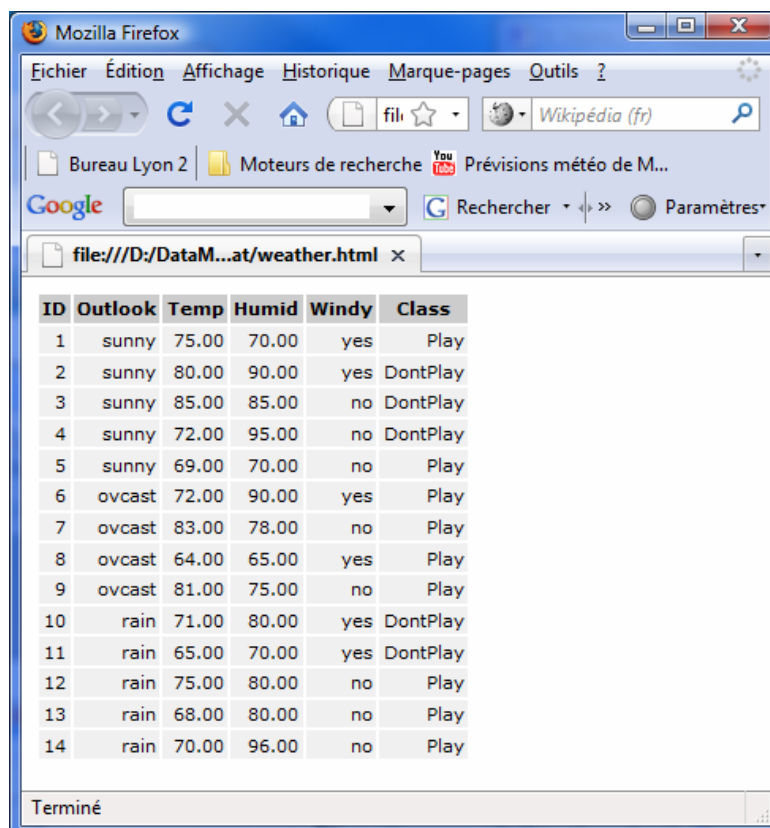 Mozilla Firefox
Fichier Édition Affichage Historique Marque-pages Outils ?
file Wikipédia (fr)
Bureau Lyon 2 Moteurs de recherche You Tube Prévisions météo de M...
Google Rechercher » Paramètres
file:///D:/DataM...at/weather.html
ID Outlook Temp Humid Windy Class
1 sunny 75.00 70.00 yes Play
2 sunny 80.00 90.00 yes DontPlay
3 sunny 85.00 85.00 no DontPlay
4 sunny 72.00 95.00 no DontPlay
5 sunny 69.00 70.00 no Play
6 ovcast 72.00 90.00 yes Play
7 ovcast 83.00 78.00 no Play
8 ovcast 64.00 65.00 yes Play
9 ovcast 81.00 75.00 no Play
10 rain 71.00 80.00 yes DontPlay
11 rain 65.00 70.00 yes DontPlay
12 rain 75.00 80.00 no Play
13 rain 68.00 80.00 no Play
14 rain 70.00 96.00 no Play
Terminé